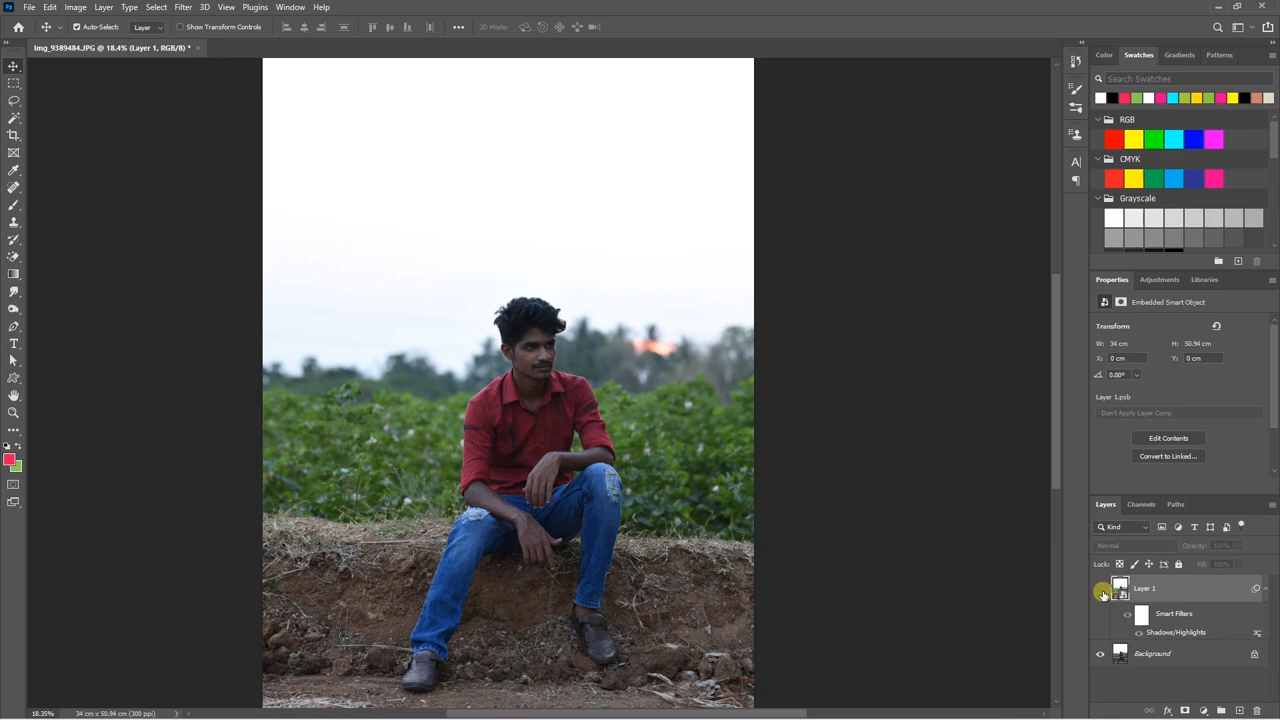 Ps File Edit Image Layer Type Select Filter 3D View Plugins Window Help
Auto-Select: Layer Show Transform Controls 3D Mode:
Img_9389484.JPG @ 18.4% (Layer 1, RGB/8) *
Color Swatches Gradients Patterns
Search Swatches
RGB
CMYK
Grayscale
Properties Adjustments Libraries
Embedded Smart Object
Transform
W: 34 cm H: 50.94 cm
X: 0 cm Y: 0 cm
0.00°
Layer 1.psb
Don't Apply Layer Comp
Edit Contents
Convert to Linked...
Layers Channels Paths
Kind
Normal Opacity: 100%
Lock: Fill: 100%
Layer 1
Smart Filters
Shadows/Highlights
Background
18.35% 34 cm x 50.94 cm (300 ppi)